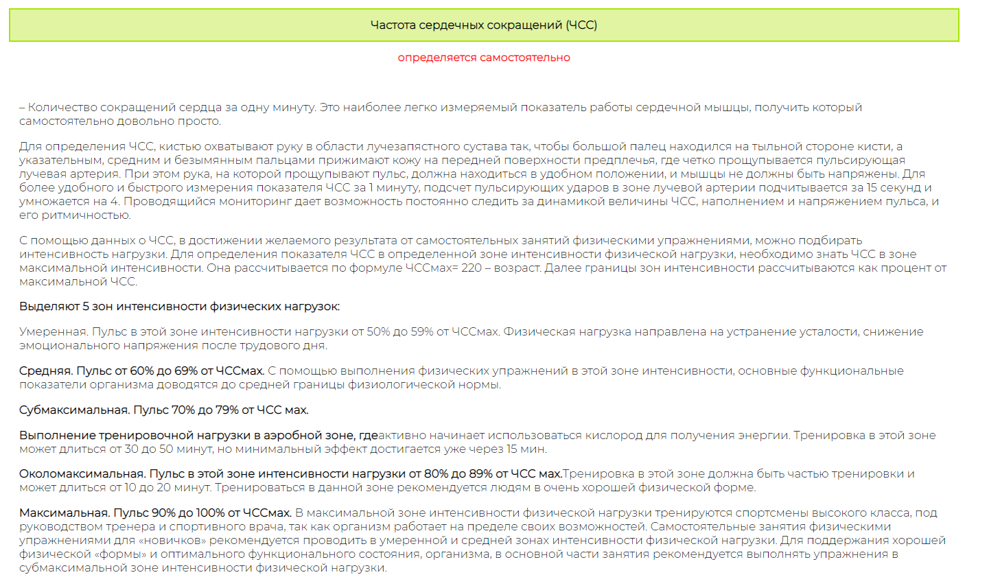 Частота сердечных сокращений (ЧСС)
определяется самостоятельно
– Количество сокращений сердца за одну минуту. Это наиболее легко измеряемый показатель работы сердечной мышцы, получить который
самостоятельно довольно просто.
Для определения ЧСС, кистью охватывают руку в области лучезапястного сустава так, чтобы большой палец находился на тыльной стороне кисти, а
указательным, средним и безымянным пальцами прижимают кожу на передней поверхности предплечья, где четко прощупывается пульсирующая
лучевая артерия. При этом рука, на которой прощупывают пульс, должна находиться в удобном положении, и мышцы не должны быть напряжены. Для
более удобного и быстрого измерения показателя ЧСС за 1 минуту, подсчет пульсирующих ударов в зоне лучевой артерии подчитывается за 15 секунд и
умножается на 4. Проводящийся мониторинг дает возможность постоянно следить за динамикой величины ЧСС, наполнением и напряжением пульса, и
его ритмичностью.
С помощью данных о ЧСС, в достижении желаемого результата от самостоятельных занятий физическими упражнениями, можно подбирать
интенсивность нагрузки. Для определения показателя ЧСС в определенной зоне интенсивности физической нагрузки, необходимо знать ЧСС в зоне
максимальной интенсивности. Она рассчитывается по формуле ЧССмах= 220 – возраст. Далее границы зон интенсивности рассчитываются как процент от
максимальной ЧСС.
Выделяют 5 зон интенсивности физических нагрузок:
Умеренная. Пульс в этой зоне интенсивности нагрузки от 50% до 59% от ЧССмах. Физическая нагрузка направлена на устранение усталости, снижение
эмоционального напряжения после трудового дня.
Средняя. Пульс от 60% до 69% от ЧССмах. С помощью выполнения физических упражнений в этой зоне интенсивности, основные функциональные
показатели организма доводятся до средней границы физиологической нормы.
Субмаксимальная. Пульс 70% до 79% от ЧСС мах.
Выполнение тренировочной нагрузки в аэробной зоне, гдеактивно начинает использоваться кислород для получения энергии. Тренировка в этой зоне
может длиться от 30 до 50 минут, но минимальный эффект достигается уже через 15 мин.
Околомаксимальная. Пульс в этой зоне интенсивности нагрузки от 80% до 89% от ЧСС мах.Тренировка в этой зоне должна быть частью тренировки и
может длиться от 10 до 20 минут. Тренироваться в данной зоне рекомендуется людям в очень хорошей физической форме.
Максимальная. Пульс 90% до 100% от ЧССмах. В максимальной зоне интенсивности физической нагрузки тренируются спортсмены высокого класса, под
руководством тренера и спортивного врача, так как организм работает на пределе своих возможностей. Самостоятельные занятия физическими
упражнениями для «новичков» рекомендуется проводить в умеренной и средней зонах интенсивности физической нагрузки. Для поддержания хорошей
физической «формы» и оптимального функционального состояния, организма, в основной части занятия рекомендуется выполнять упражнения в
субмаксимальной зоне интенсивности физической нагрузки.